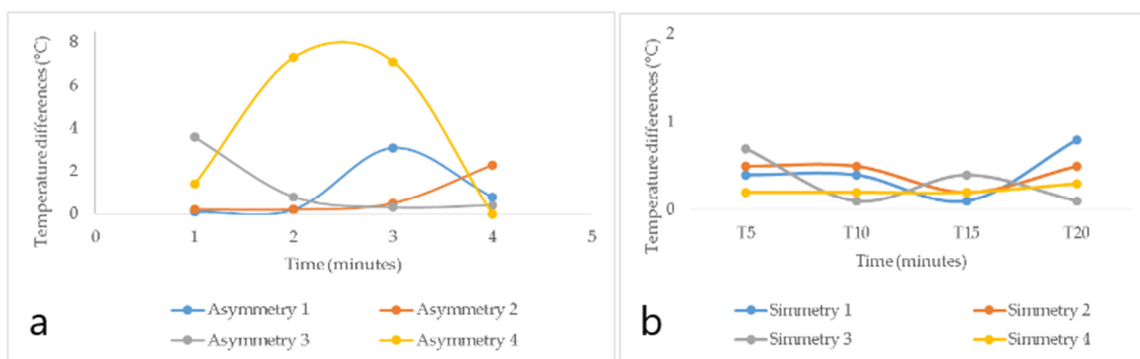 Temperature differences (°C)
8
6
4
2
0
0 1 2 3 4 5
Time (minutes)
Asymmetry 1 Asymmetry 2
Asymmetry 3 Asymmetry 4
a
Temperature differences (°C)
2
1
0
T5 T10 T15 T20
Time (minutes)
Simmetry 1 Simmetry 2
Simmetry 3 Simmetry 4
b